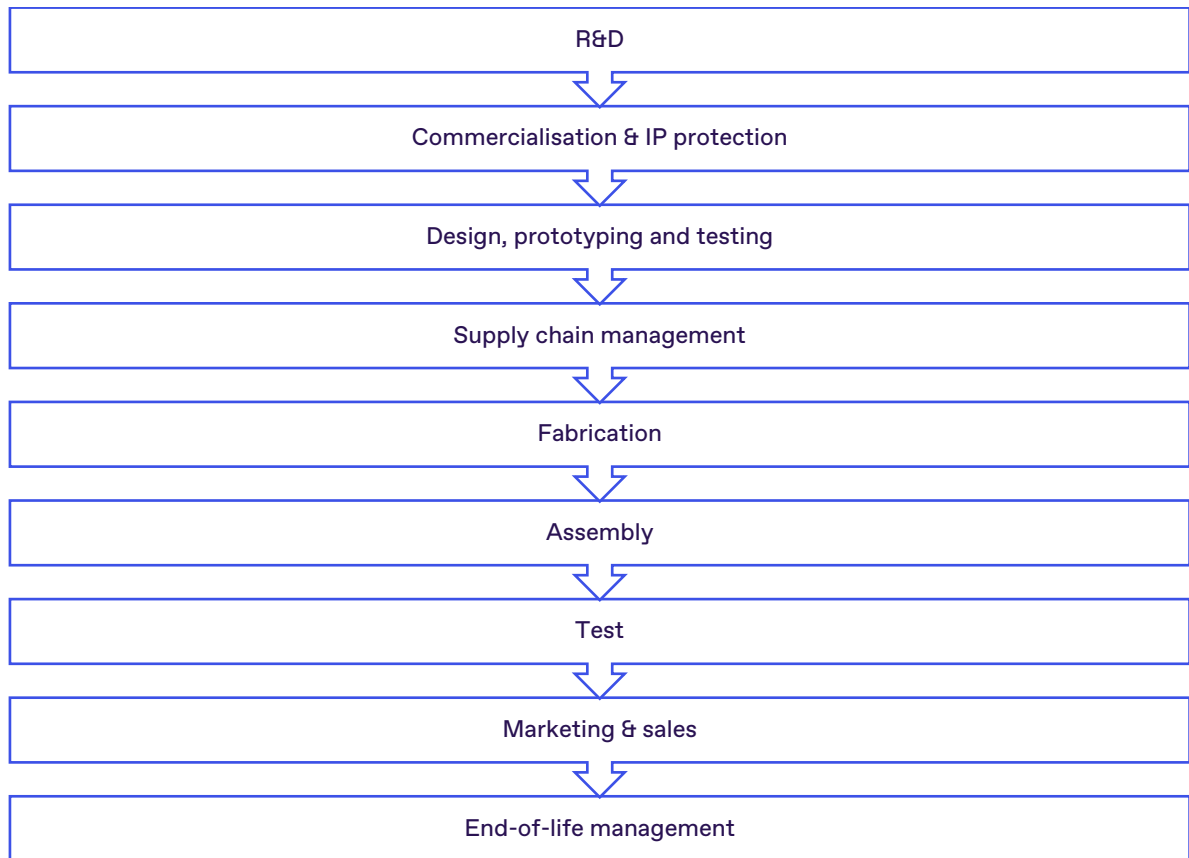 R&D
Commercialisation & IP protection
Design, prototyping and testing
Supply chain management
Fabrication
Assembly
Test
Marketing & sales
End-of-life management